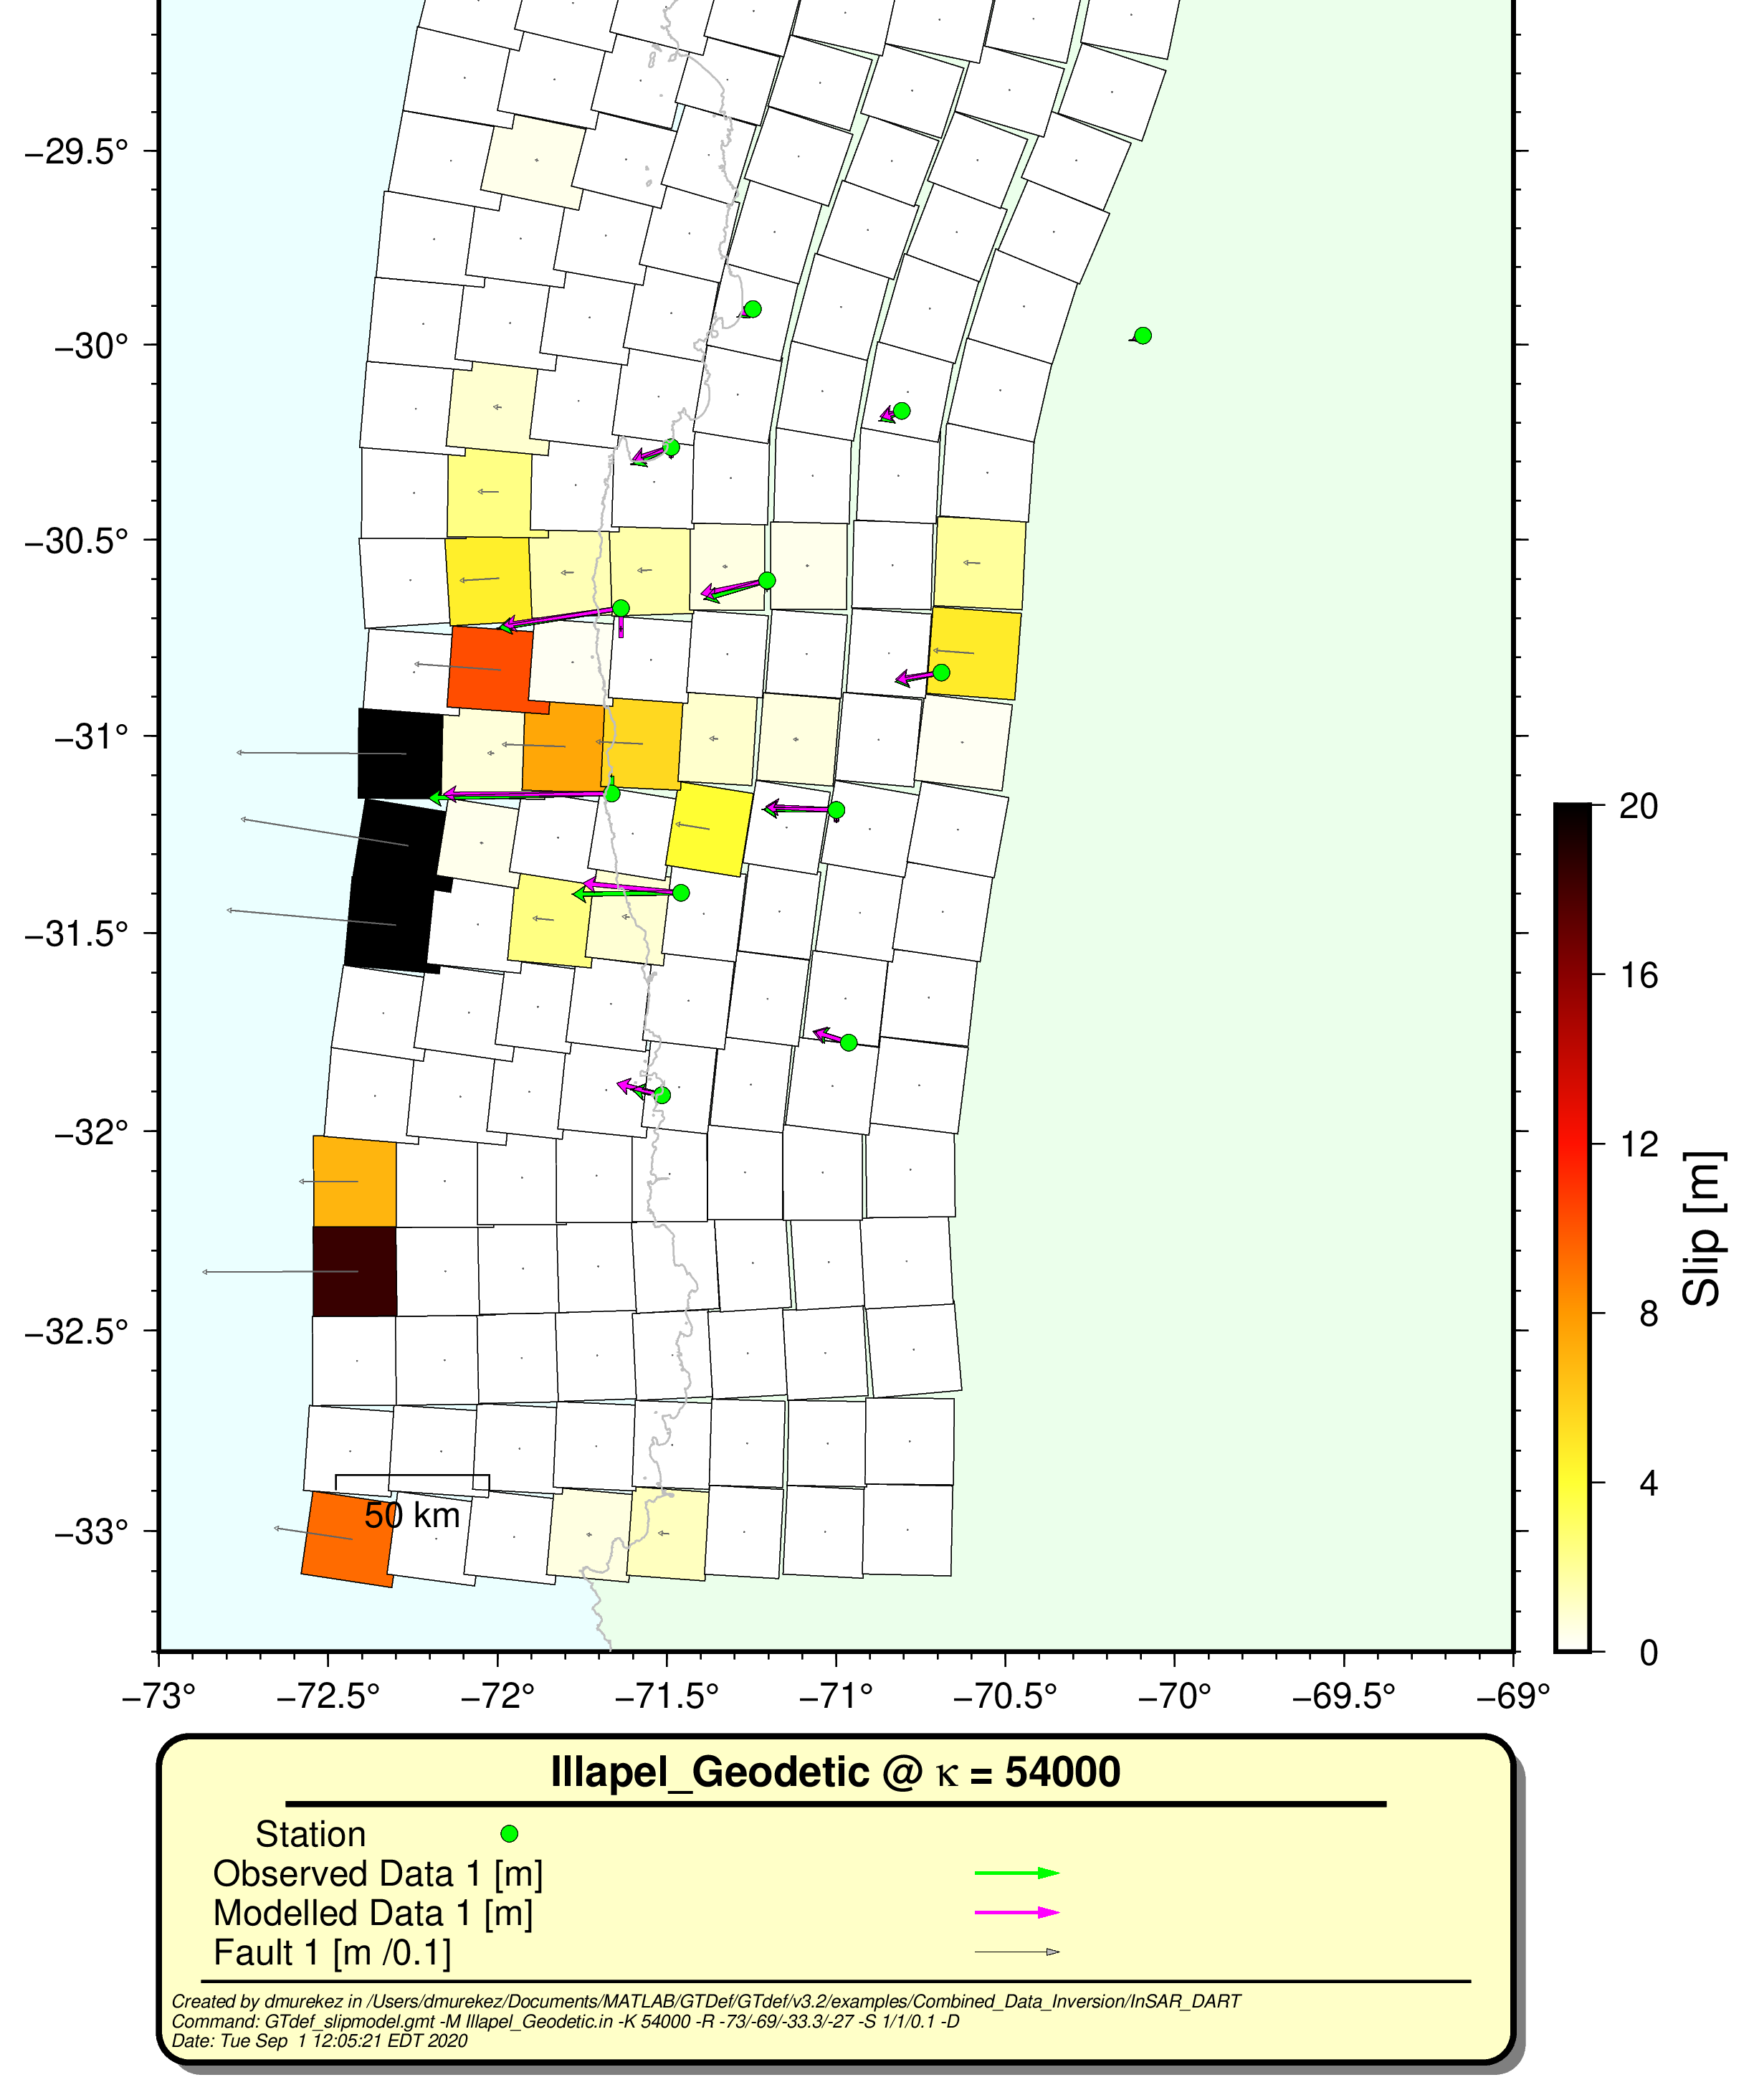 −29.5°
−30°
−30.5°
−31°
−31.5°
−32°
−32.5°
−33°
50 km
−73°
−72.5°
−72°
−71.5°
−71°
−70.5°
−70°
−69.5°
−69°
20
16
12
8
4
0
Slip [m]
Illapel_Geodetic @ κ = 54000
Station
Observed Data 1 [m]
Modelled Data 1 [m]
Fault 1 [m /0.1]
Created by dmurekez in /Users/dmurekez/Documents/MATLAB/GTDef/GTdef/v3.2/examples/Combined_Data_Inversion/InSAR_DART
Command: GTdef_slipmodel.gmt -M Illapel_Geodetic.in -K 54000 -R -73/-69/-33.3/-27 -S 1/1/0.1 -D
Date: Tue Sep  1 12:05:21 EDT 2020